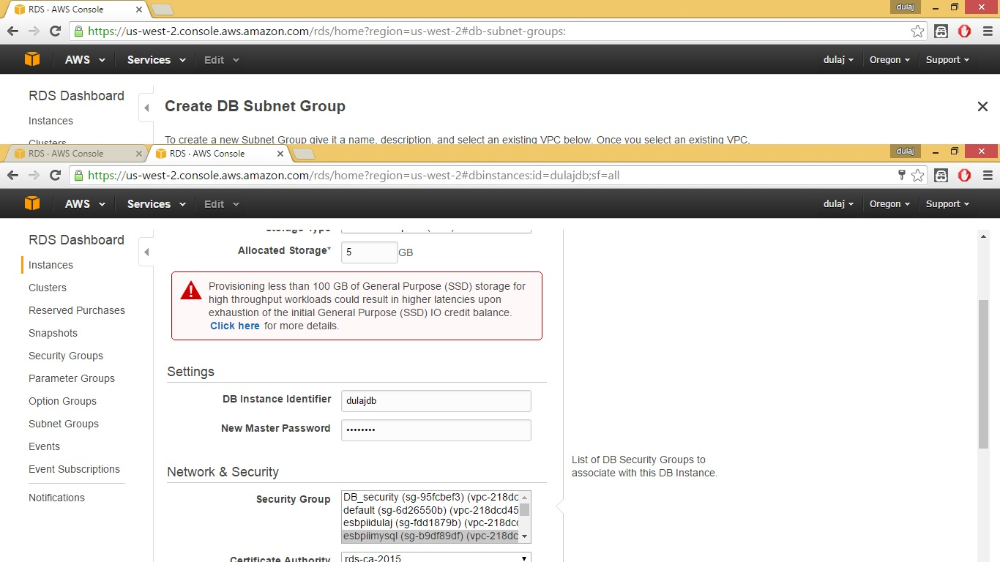 RDS · AWS Console
dulaj
https://us-west-2.console.aws.amazon.com/rds/home?region=us-west-2#db-subnet-groups:
AWS Services Edit dulaj Oregon Support
RDS Dashboard
Instances
Clusters
Create DB Subnet Group
To create a new Subnet Group give it a name, description, and select an existing VPC below. Once you select an existing VPC,
RDS · AWS Console RDS · AWS Console
dulaj
https://us-west-2.console.aws.amazon.com/rds/home?region=us-west-2#dbinstances:id=dulajdb;sf=all
AWS Services Edit dulaj Oregon Support
RDS Dashboard
Instances
Clusters
Reserved Purchases
Snapshots
Security Groups
Parameter Groups
Option Groups
Subnet Groups
Events
Event Subscriptions
Notifications
Storage Type
Allocated Storage* 5 GB
Provisioning less than 100 GB of General Purpose (SSD) storage for
high throughput workloads could result in higher latencies upon
exhaustion of the initial General Purpose (SSD) IO credit balance.
Click here for more details.
Settings
DB Instance Identifier dulajdb
New Master Password ••••••••
Network & Security
Security Group
DB_security (sg-95fcbef3) (vpc-218dc
default (sg-6d26550b) (vpc-218dcd45
esbpiidulaj (sg-fdd1879b) (vpc-218dcc
esbpiimysql (sg-b9df89df) (vpc-218dc
Certificate Authority rds-ca-2015
List of DB Security Groups to
associate with this DB Instance.